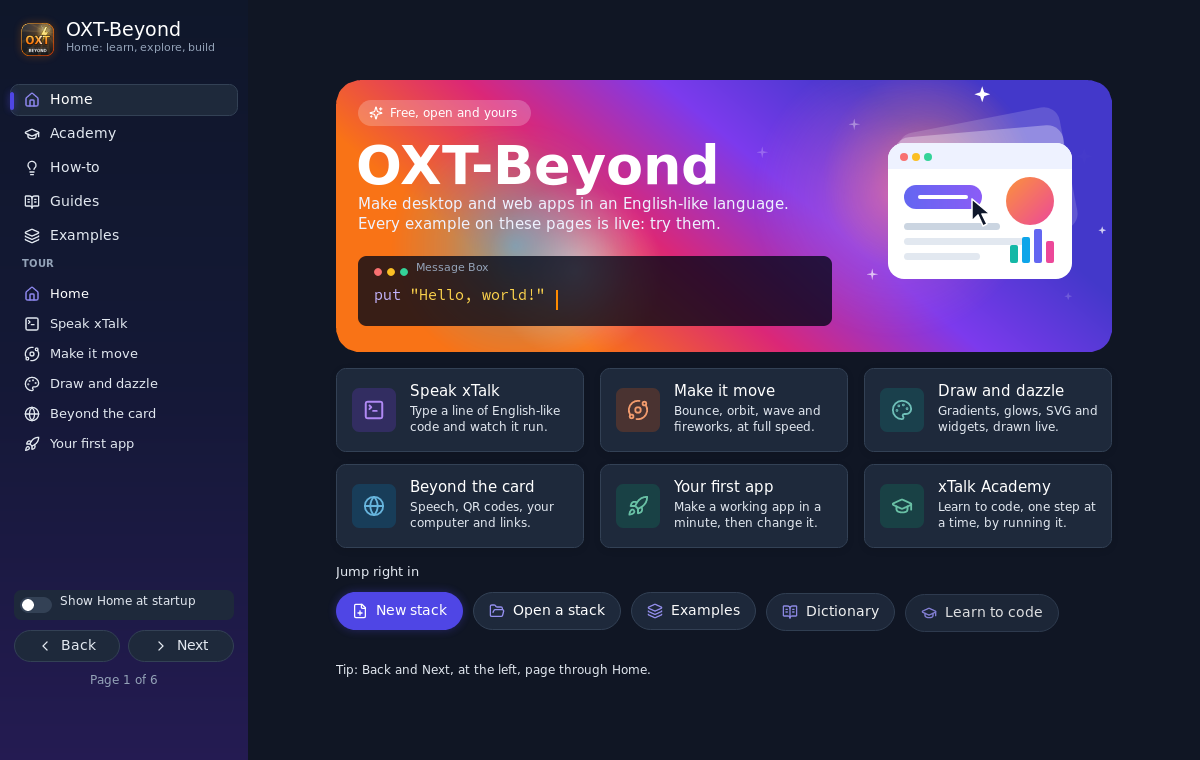 OXT
BEYOND
OXT-Beyond
Home: learn, explore, build
Home
Academy
How-to
Guides
Examples
TOUR
Home
Speak xTalk
Make it move
Draw and dazzle
Beyond the card
Your first app
Show Home at startup
Back
Next
Page 1 of 6
Free, open and yours
OXT-Beyond
Make desktop and web apps in an English-like language.
Every example on these pages is live: try them.
Message Box
put "Hello, world!"
Speak xTalk
Type a line of English-like
code and watch it run.
Make it move
Bounce, orbit, wave and
fireworks, at full speed.
Draw and dazzle
Gradients, glows, SVG and
widgets, drawn live.
Beyond the card
Speech, QR codes, your
computer and links.
Your first app
Make a working app in a
minute, then change it.
xTalk Academy
Learn to code, one step at
a time, by running it.
Jump right in
New stack
Open a stack
Examples
Dictionary
Learn to code
Tip: Back and Next, at the left, page through Home.